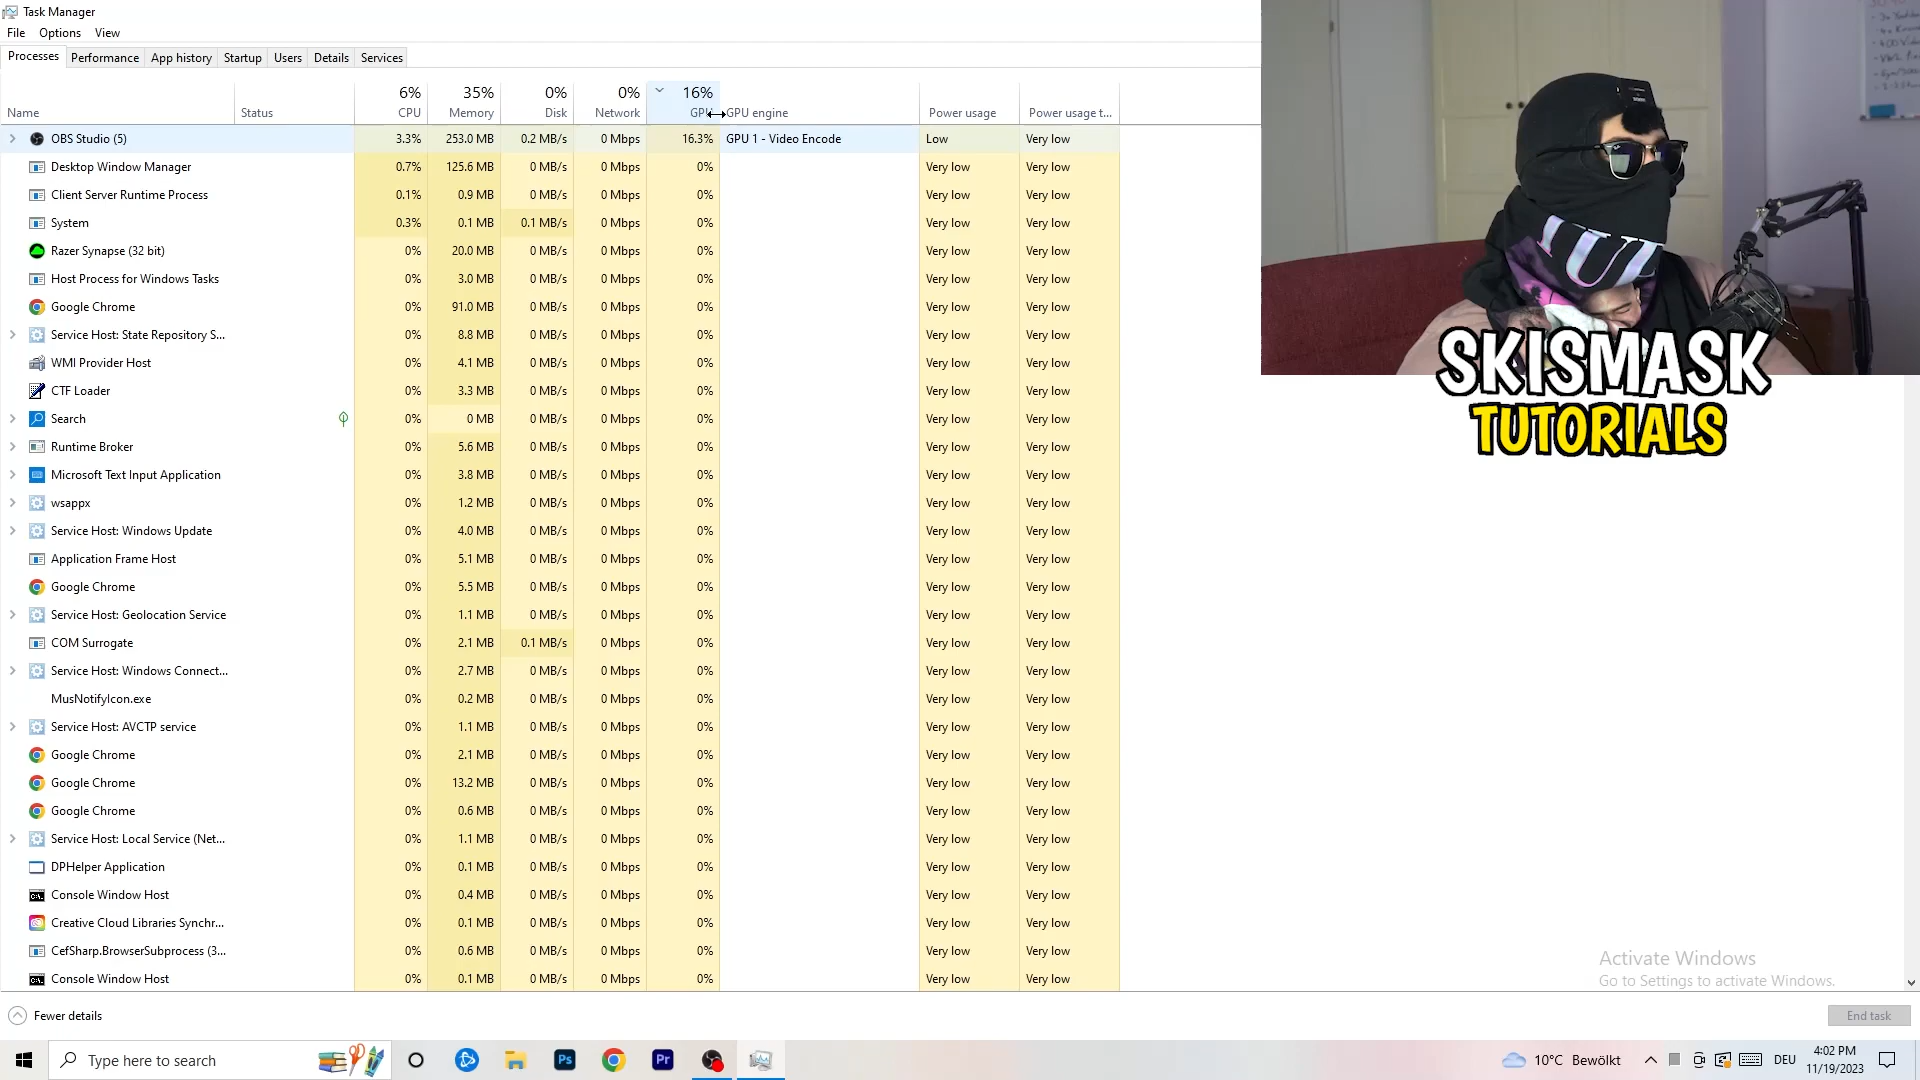 Task Manager
File Options View
Processes Performance App history Startup Users Details Services
6% 35% 0% 0% 16%
Name Status CPU Memory Disk Network GPU GPU engine Power usage Power usage t...
OBS Studio (5) 3.3% 253.0 MB 0.2 MB/s 0 Mbps 16.3% GPU 1 - Video Encode Low Very low
Desktop Window Manager 0.7% 125.6 MB 0 MB/s 0 Mbps 0% Very low Very low
Client Server Runtime Process 0.1% 0.9 MB 0 MB/s 0 Mbps 0% Very low Very low
System 0.3% 0.1 MB 0.1 MB/s 0 Mbps 0% Very low Very low
Razer Synapse (32 bit) 0% 20.0 MB 0 MB/s 0 Mbps 0% Very low Very low
Host Process for Windows Tasks 0% 3.0 MB 0 MB/s 0 Mbps 0% Very low Very low
Google Chrome 0% 91.0 MB 0 MB/s 0 Mbps 0% Very low Very low
Service Host: State Repository S... 0% 8.8 MB 0 MB/s 0 Mbps 0% Very low Very low
WMI Provider Host 0% 4.1 MB 0 MB/s 0 Mbps 0% Very low Very low
CTF Loader 0% 3.3 MB 0 MB/s 0 Mbps 0% Very low Very low
Search 0% 0 MB 0 MB/s 0 Mbps 0% Very low Very low
Runtime Broker 0% 5.6 MB 0 MB/s 0 Mbps 0% Very low Very low
Microsoft Text Input Application 0% 3.8 MB 0 MB/s 0 Mbps 0% Very low Very low
wsappx 0% 1.2 MB 0 MB/s 0 Mbps 0% Very low Very low
Service Host: Windows Update 0% 4.0 MB 0 MB/s 0 Mbps 0% Very low Very low
Application Frame Host 0% 5.1 MB 0 MB/s 0 Mbps 0% Very low Very low
Google Chrome 0% 5.5 MB 0 MB/s 0 Mbps 0% Very low Very low
Service Host: Geolocation Service 0% 1.1 MB 0 MB/s 0 Mbps 0% Very low Very low
COM Surrogate 0% 2.1 MB 0.1 MB/s 0 Mbps 0% Very low Very low
Service Host: Windows Connect... 0% 2.7 MB 0 MB/s 0 Mbps 0% Very low Very low
MusNotifyIcon.exe 0% 0.2 MB 0 MB/s 0 Mbps 0% Very low Very low
Service Host: AVCTP service 0% 1.1 MB 0 MB/s 0 Mbps 0% Very low Very low
Google Chrome 0% 2.1 MB 0 MB/s 0 Mbps 0% Very low Very low
Google Chrome 0% 13.2 MB 0 MB/s 0 Mbps 0% Very low Very low
Google Chrome 0% 0.6 MB 0 MB/s 0 Mbps 0% Very low Very low
Service Host: Local Service (Net... 0% 1.1 MB 0 MB/s 0 Mbps 0% Very low Very low
DPHelper Application 0% 0.1 MB 0 MB/s 0 Mbps 0% Very low Very low
Console Window Host 0% 0.4 MB 0 MB/s 0 Mbps 0% Very low Very low
Creative Cloud Libraries Synchr... 0% 0.1 MB 0 MB/s 0 Mbps 0% Very low Very low
CefSharp.BrowserSubprocess (3... 0% 0.6 MB 0 MB/s 0 Mbps 0% Very low Very low
Console Window Host 0% 0.1 MB 0 MB/s 0 Mbps 0% Very low Very low
SKISMASK
TUTORIALS
Activate Windows
Go to Settings to activate Windows.
Fewer details End task
Type here to search Ps Pr 10°C Bewölkt DEU 4:02 PM
11/19/2023